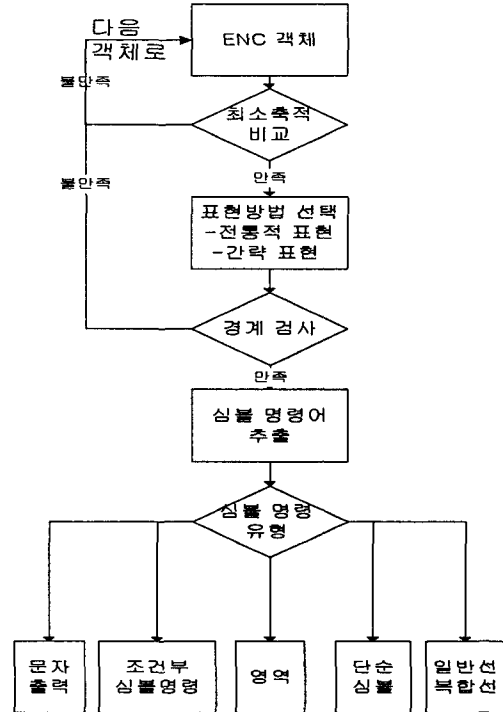 ENC 객체
다음
객체로
불만족
최소축적
비교
만족
불만족
표현방법 선택
-전통적 표현
-간략 표현
경계 검사
만족
심볼 명령어
추출
심볼 명령
유형
문자
출력
조건부
심볼명령
영역
단순
심볼
일반선
복합선